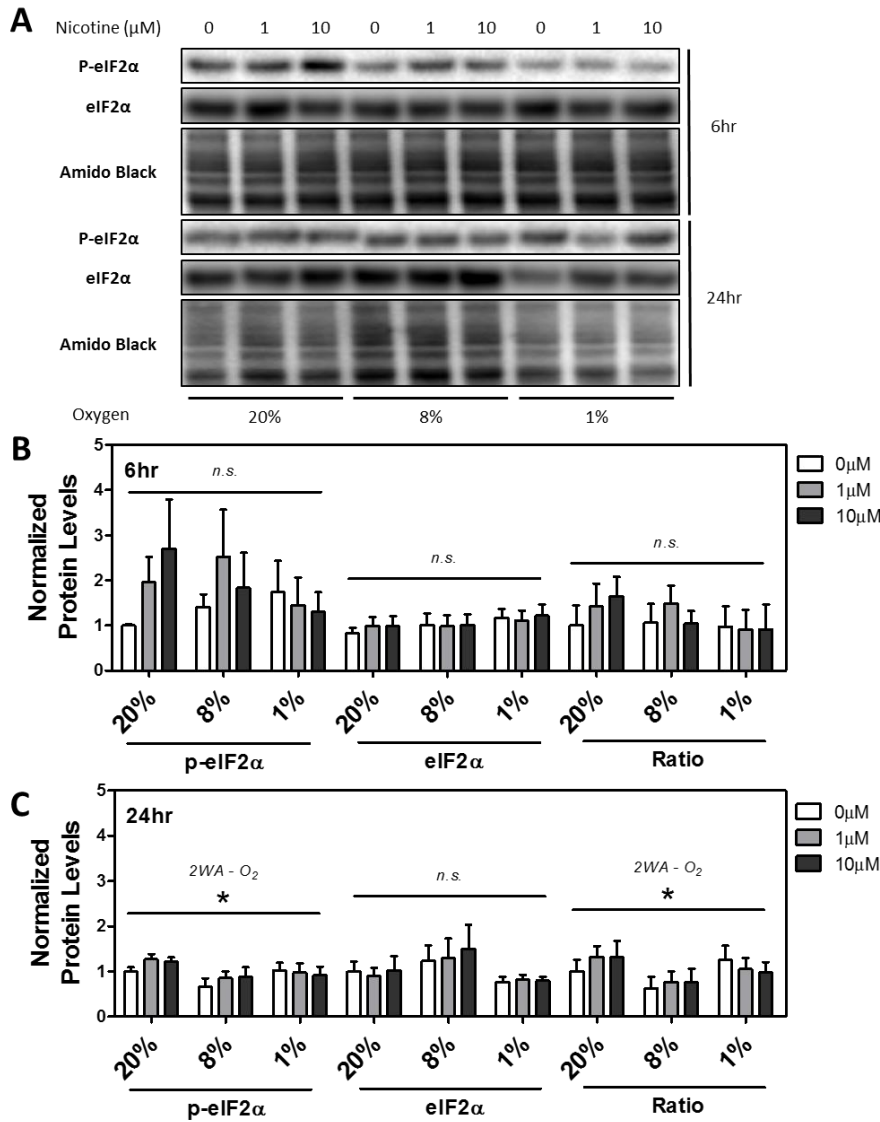 A
Nicotine (µM) 0 1 10 0 1 10 0 1 10
P-eIF2α
eIF2α
Amido Black
6hr
P-eIF2α
eIF2α
Amido Black
24hr
Oxygen 20% 8% 1%
B
Normalized
Protein Levels
5
4
3
2
1
0
6hr
n.s.
n.s.
n.s.
0µM
1µM
10µM
20% 8% 1% 20% 8% 1% 20% 8% 1%
p-eIF2α eIF2α Ratio
C
Normalized
Protein Levels
5
4
3
2
1
0
24hr
2WA - O₂
*
n.s.
2WA - O₂
*
0µM
1µM
10µM
20% 8% 1% 20% 8% 1% 20% 8% 1%
p-eIF2α eIF2α Ratio